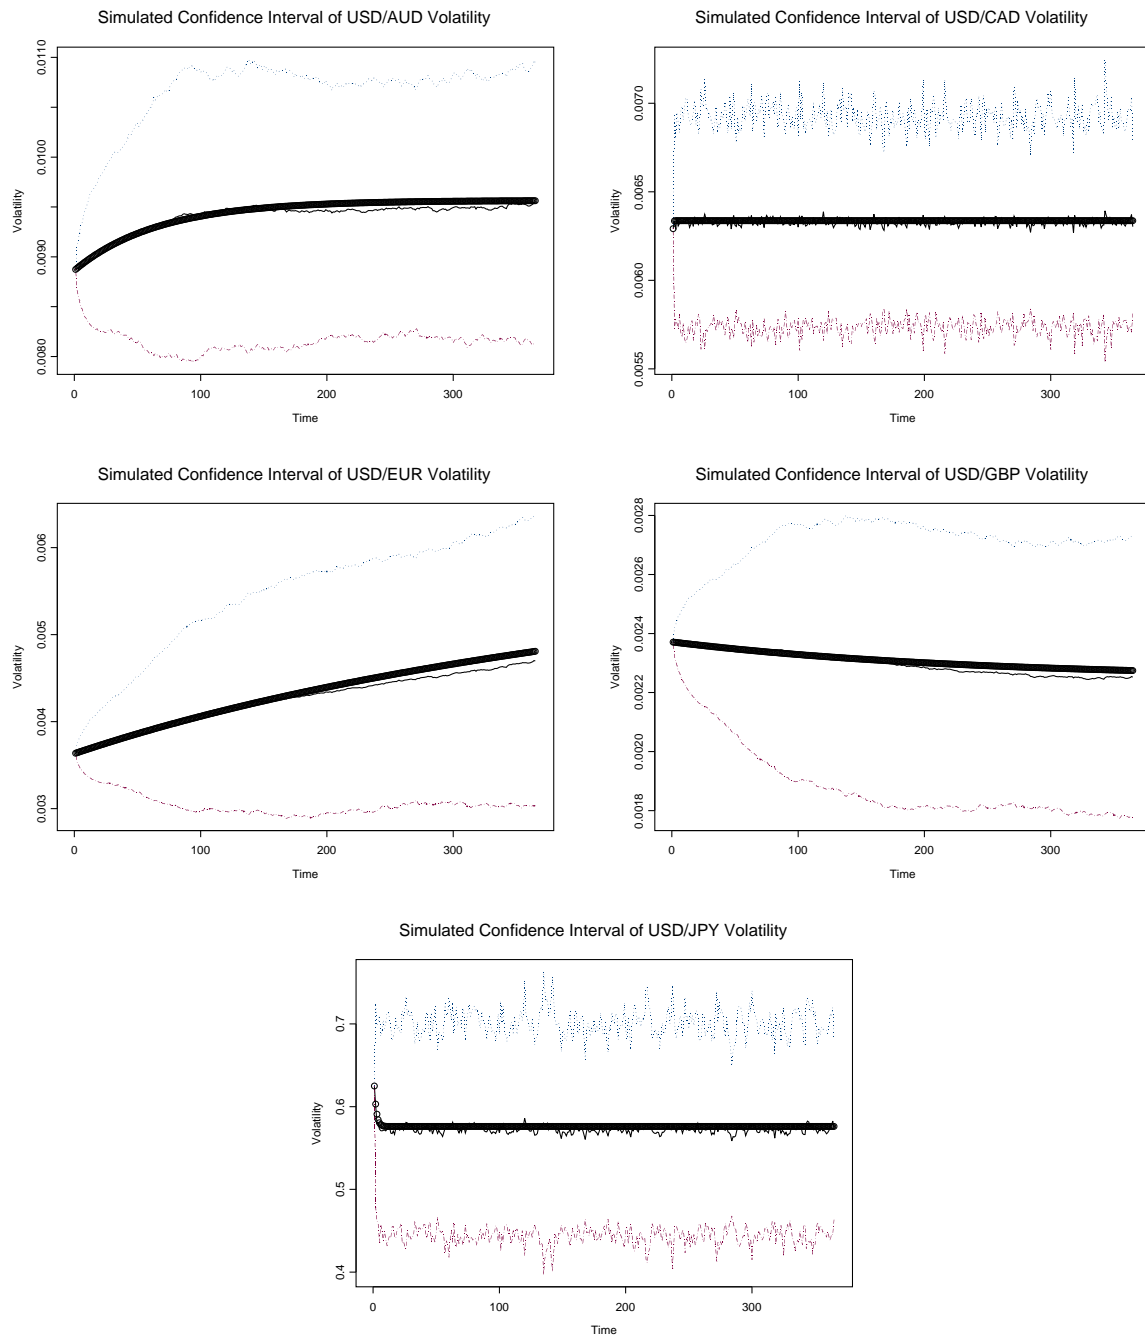 Simulated Confidence Interval of USD/AUD Volatility
Volatility
0.0080 0.0090 0.0100 0.0110
0 100 200 300
Time
Simulated Confidence Interval of USD/CAD Volatility
Volatility
0.0055 0.0060 0.0065 0.0070
0 100 200 300
Time
Simulated Confidence Interval of USD/EUR Volatility
Volatility
0.003 0.004 0.005 0.006
0 100 200 300
Time
Simulated Confidence Interval of USD/GBP Volatility
Volatility
0.0018 0.0020 0.0022 0.0024 0.0026 0.0028
0 100 200 300
Time
Simulated Confidence Interval of USD/JPY Volatility
Volatility
0.4 0.5 0.6 0.7
0 100 200 300
Time